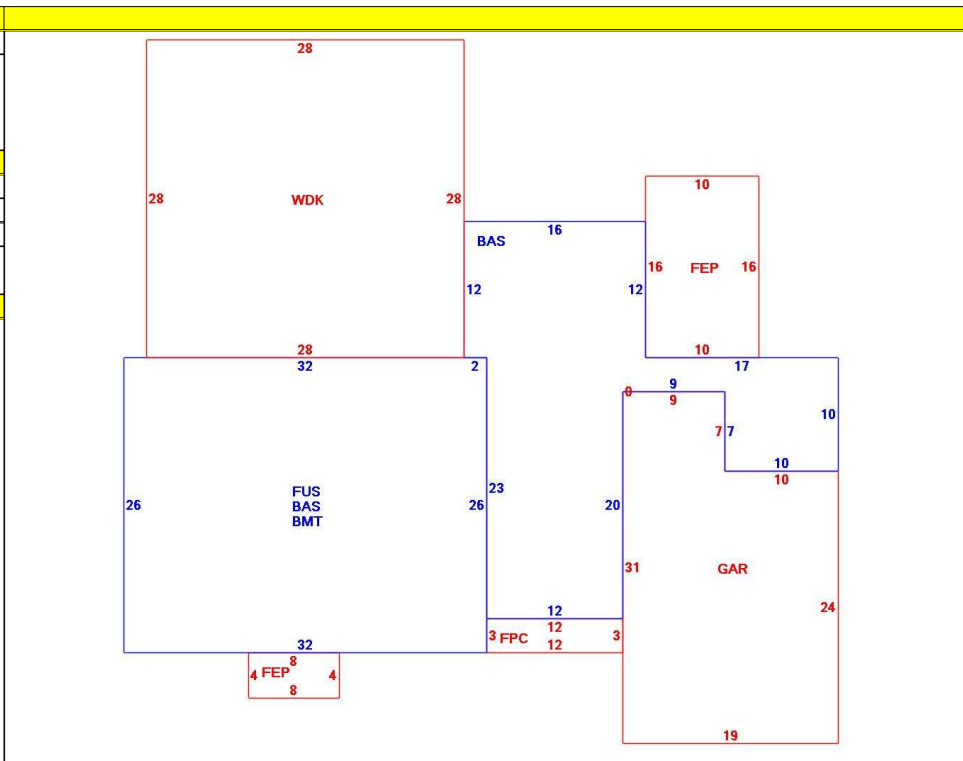 28
28 WDK 28
10
16
BAS
16 FEP 16
12 12
28 10
32 2 17
9
0 9
10
7 7
10
10
FUS
BAS
BMT
23
26 26 20
31 GAR
24
12
12
3 FPC 3
32 12
8
4 FEP 4
8
19